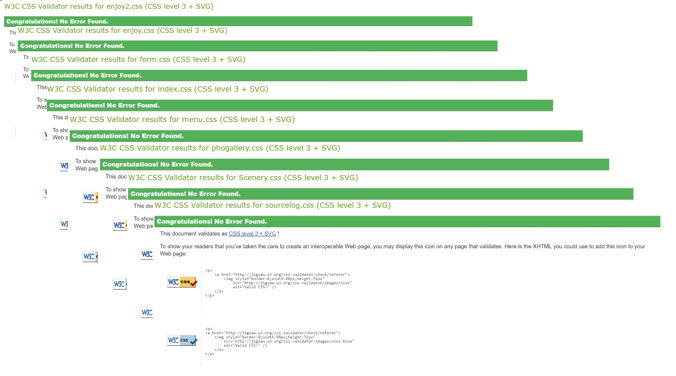 W3C CSS Validator results for enjoy2.css (CSS level 3 + SVG)
Congratulations! No Error Found.
W3C CSS Validator results for enjoy.css (CSS level 3 + SVG)
Congratulations! No Error Found.
W3C CSS Validator results for form.css (CSS level 3 + SVG)
Congratulations! No Error Found.
W3C CSS Validator results for index.css (CSS level 3 + SVG)
Congratulations! No Error Found.
W3C CSS Validator results for menu.css (CSS level 3 + SVG)
Congratulations! No Error Found.
W3C CSS Validator results for phogallery.css (CSS level 3 + SVG)
Congratulations! No Error Found.
W3C CSS Validator results for Scenery.css (CSS level 3 + SVG)
Congratulations! No Error Found.
W3C CSS Validator results for sourcelog.css (CSS level 3 + SVG)
Congratulations! No Error Found.
This document validates as CSS level 3 + SVG !
To show your readers that you've taken the care to create an interoperable Web page, you may display this icon on any page that validates. Here is the XHTML you could use to add this icon to your
Web page:
W3C css
<p>
<a href="http://jigsaw.w3.org/css-validator/check/referer">
<img style="border:0;width:88px;height:31px"
src="http://jigsaw.w3.org/css-validator/images/vcss"
alt="Valid CSS!" />
</a>
</p>
W3C css
<p>
<a href="http://jigsaw.w3.org/css-validator/check/referer">
<img style="border:0;width:88px;height:31px"
src="http://jigsaw.w3.org/css-validator/images/vcss-blue"
alt="Valid CSS!" />
</a>
</p>